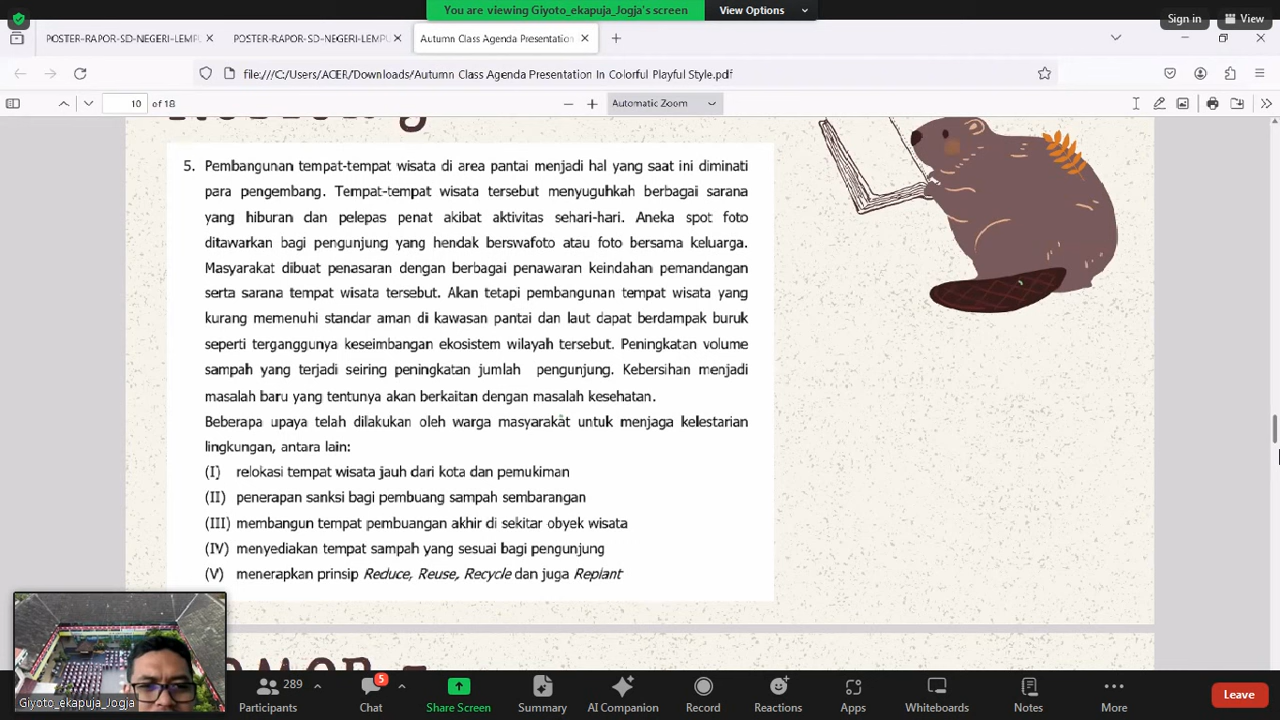 You are viewing Giyoto_ekapuja_Jogja's screen
View Options
Sign in
View
POSTER-RAPOR-SD-NEGERI-LEMPU
POSTER-RAPOR-SD-NEGERI-LEMPU
Autumn Class Agenda Presentation
file:///C:/Users/ACER/Downloads/Autumn Class Agenda Presentation In Colorful Playful Style.pdf
10 of 18
Automatic Zoom
5. Pembangunan tempat-tempat wisata di area pantai menjadi hal yang saat ini diminati
para pengembang. Tempat-tempat wisata tersebut menyuguhkah berbagai sarana
yang hiburan dan pelepas penat akibat aktivitas sehari-hari. Aneka spot foto
ditawarkan bagi pengunjung yang hendak berswafoto atau foto bersama keluarga.
Masyarakat dibuat penasaran dengan berbagai penawaran keindahan pemandangan
serta sarana tempat wisata tersebut. Akan tetapi pembangunan tempat wisata yang
kurang memenuhi standar aman di kawasan pantai dan laut dapat berdampak buruk
seperti terganggunya keseimbangan ekosistem wilayah tersebut. Peningkatan volume
sampah yang terjadi seiring peningkatan jumlah pengunjung. Kebersihan menjadi
masalah baru yang tentunya akan berkaitan dengan masalah kesehatan.
Beberapa upaya telah dilakukan oleh warga masyarakat untuk menjaga kelestarian
lingkungan, antara lain:
(I) relokasi tempat wisata jauh dari kota dan pemukiman
(II) penerapan sanksi bagi pembuang sampah sembarangan
(III) membangun tempat pembuangan akhir di sekitar obyek wisata
(IV) menyediakan tempat sampah yang sesuai bagi pengunjung
(V) menerapkan prinsip Reduce, Reuse, Recycle dan juga Replant
Giyoto_ekapuja_Jogja
289
5
Participants
Chat
Share Screen
Summary
AI Companion
Record
Reactions
Apps
Whiteboards
Notes
More
Leave